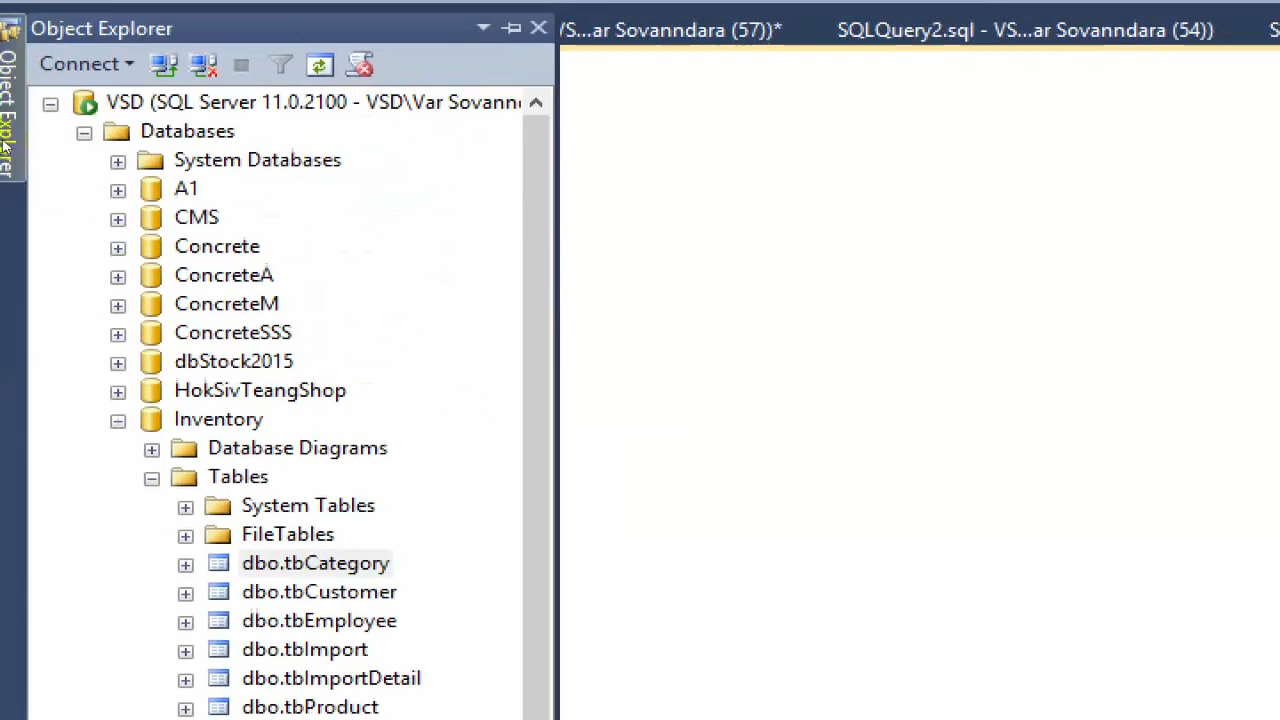 Object Explorer
Object Explorer
/S...ar Sovanndara (57))*
SQLQuery2.sql - VS...ar Sovanndara (54))
S
Connect
VSD (SQL Server 11.0.2100 - VSD\Var Sovann
Databases
System Databases
A1
CMS
Concrete
ConcreteA
ConcreteM
ConcreteSSS
dbStock2015
HokSivTeangShop
Inventory
Database Diagrams
Tables
System Tables
FileTables
dbo.tbCategory
dbo.tbCustomer
dbo.tbEmployee
dbo.tbImport
dbo.tbImportDetail
dbo.tbProduct